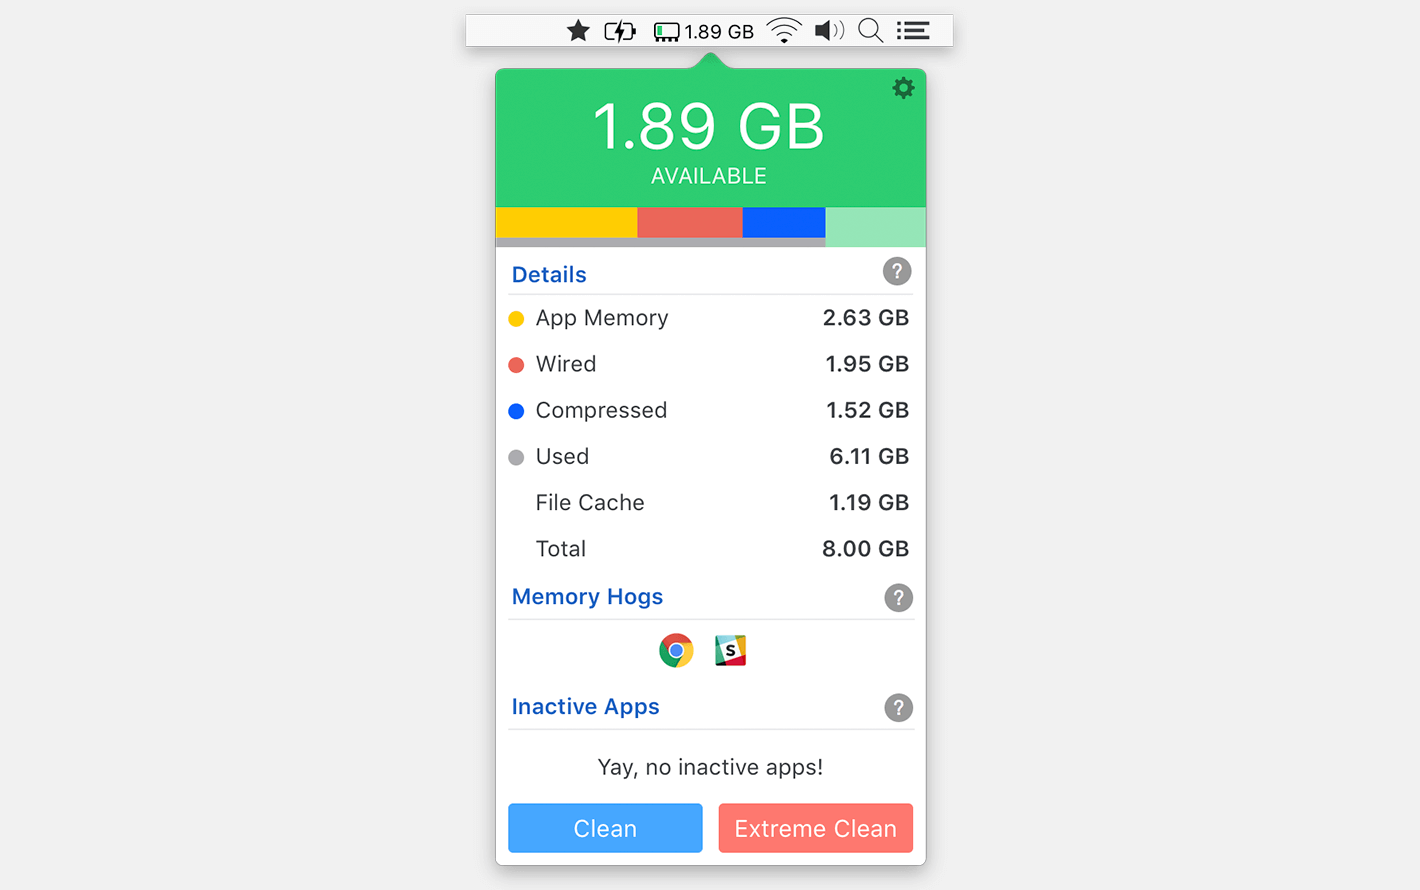 1.89 GB
1.89 GB
AVAILABLE
Details ?
App Memory 2.63 GB
Wired 1.95 GB
Compressed 1.52 GB
Used 6.11 GB
File Cache 1.19 GB
Total 8.00 GB
Memory Hogs ?
S
Inactive Apps ?
Yay, no inactive apps!
Clean Extreme Clean